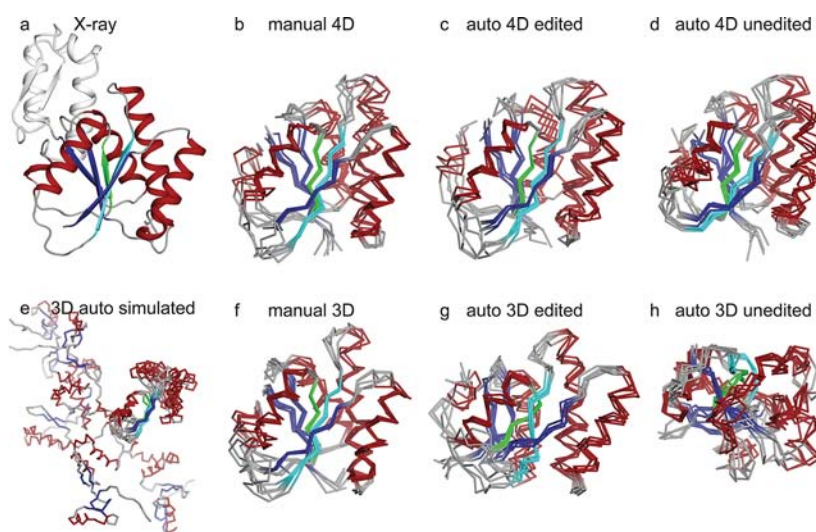 a X-ray
b manual 4D
c auto 4D edited
d auto 4D unedited
e 3D auto simulated
f manual 3D
g auto 3D edited
h auto 3D unedited